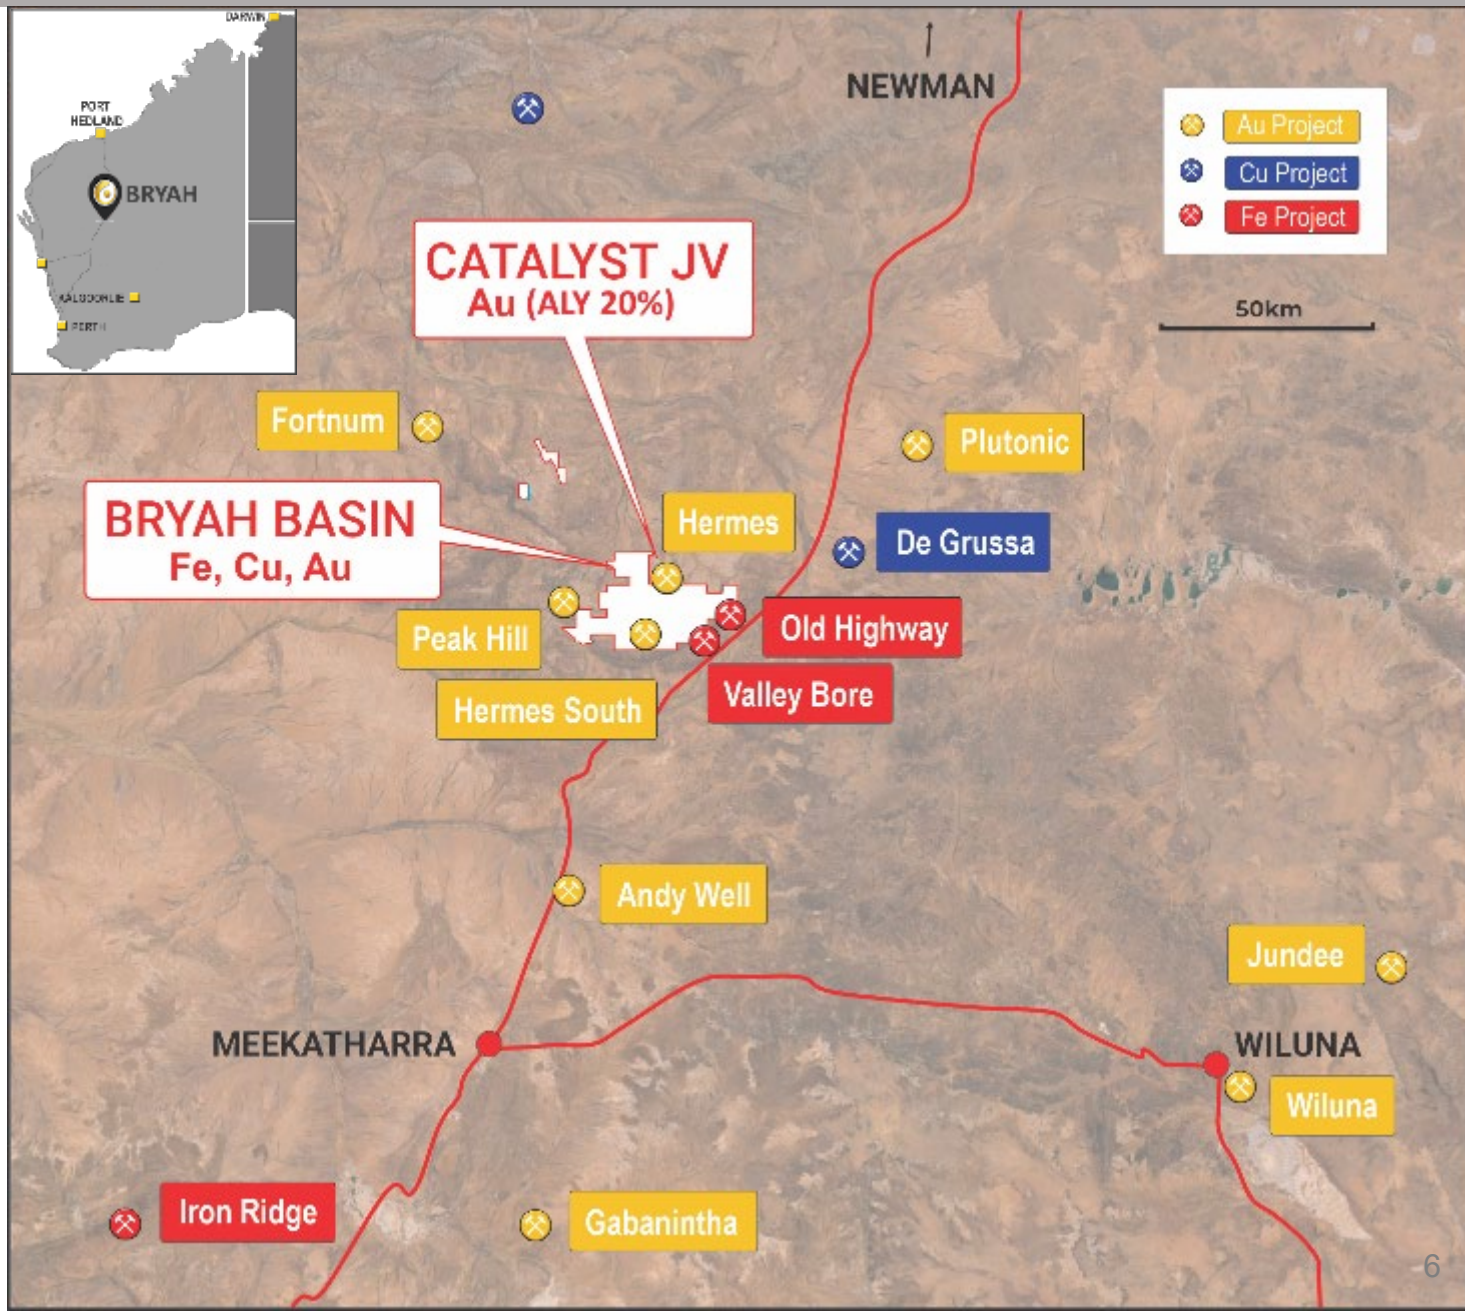 DARWIN
PORT
HEDLAND
BRYAH
KALGOORLIE
PERTH
NEWMAN
Au Project
Cu Project
Fe Project
50km
CATALYST JV
Au (ALY 20%)
Fortnum
Plutonic
BRYAH BASIN
Fe, Cu, Au
Hermes
De Grussa
Peak Hill
Old Highway
Hermes South
Valley Bore
Andy Well
Jundee
MEEKATHARRA
WILUNA
Wiluna
Iron Ridge
Gabanintha
6